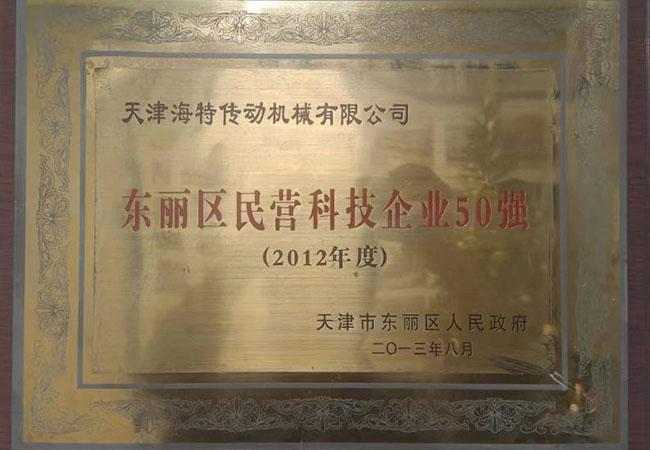 天津海特传动机械有限公司
东丽区民营科技企业50强
(2012年度)
天津市东丽区人民政府
二〇一三年八月